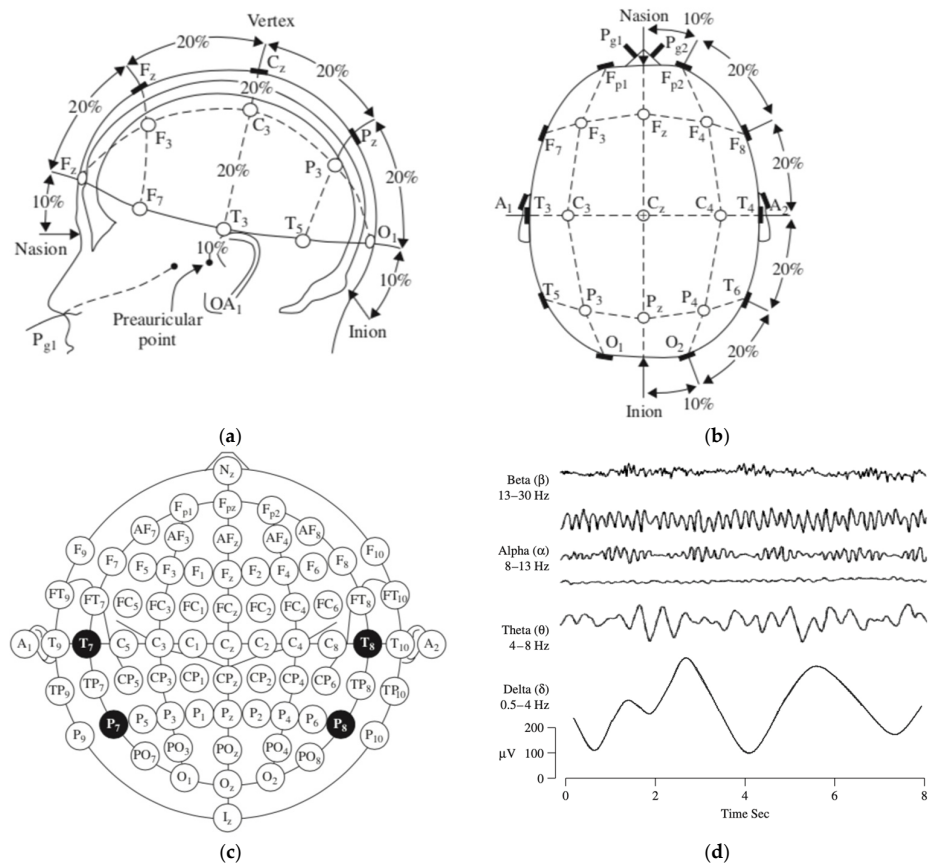 Vertex
20%
20%
Fz
Cz
20%
20%
20%
F3
C3
Pz
Fz
P3
20%
20%
10%
F7
T3
T5
O1
Nasion
10%
10%
OA1
Preauricular
point
Inion
Pg1
(a)
Nasion
10%
Pg1
Pg2
Fp1
Fp2
20%
F7
F3
Fz
F4
F8
20%
A1
T3
C3
Cz
C4
T4
A2
20%
T5
P3
Pz
P4
T6
O1
O2
20%
10%
Inion
(b)
Nz
Fp1
Fpz
Fp2
AF7
AF3
AFz
AF4
AF8
F9
F7
F5
F3
F1
Fz
F2
F4
F6
F8
F10
FT9
FT7
FC5
FC3
FC1
FCz
FC2
FC4
FC6
FT8
FT10
A1
T9
T7
C5
C3
C1
Cz
C2
C4
C8
T8
T10
A2
TP9
TP7
CP5
CP3
CP1
CPz
CP2
CP4
CP6
TP8
TP10
P9
P7
P5
P3
P1
Pz
P2
P4
P6
P8
P10
PO7
PO3
POz
PO4
PO8
O1
Oz
O2
Iz
(c)
Beta (β)
13–30 Hz
Alpha (α)
8–13 Hz
Theta (θ)
4–8 Hz
Delta (δ)
0.5–4 Hz
200
μV 100
0
0 2 4 6 8
Time Sec
(d)